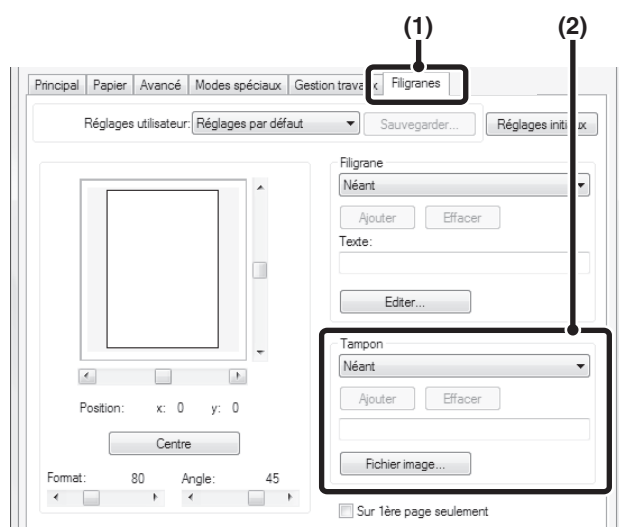 (1) (2)
Principal Papier Avancé Modes spéciaux Gestion travaux Filigranes
Réglages utilisateur: Réglages par défaut Sauvegarder... Réglages initiaux
Filigrane
Néant
Ajouter Effacer
Texte:
Editer...
Tampon
Néant
Ajouter Effacer
Fichier image...
Position: x: 0 y: 0
Centre
Format: 80 Angle: 45
Sur 1ère page seulement